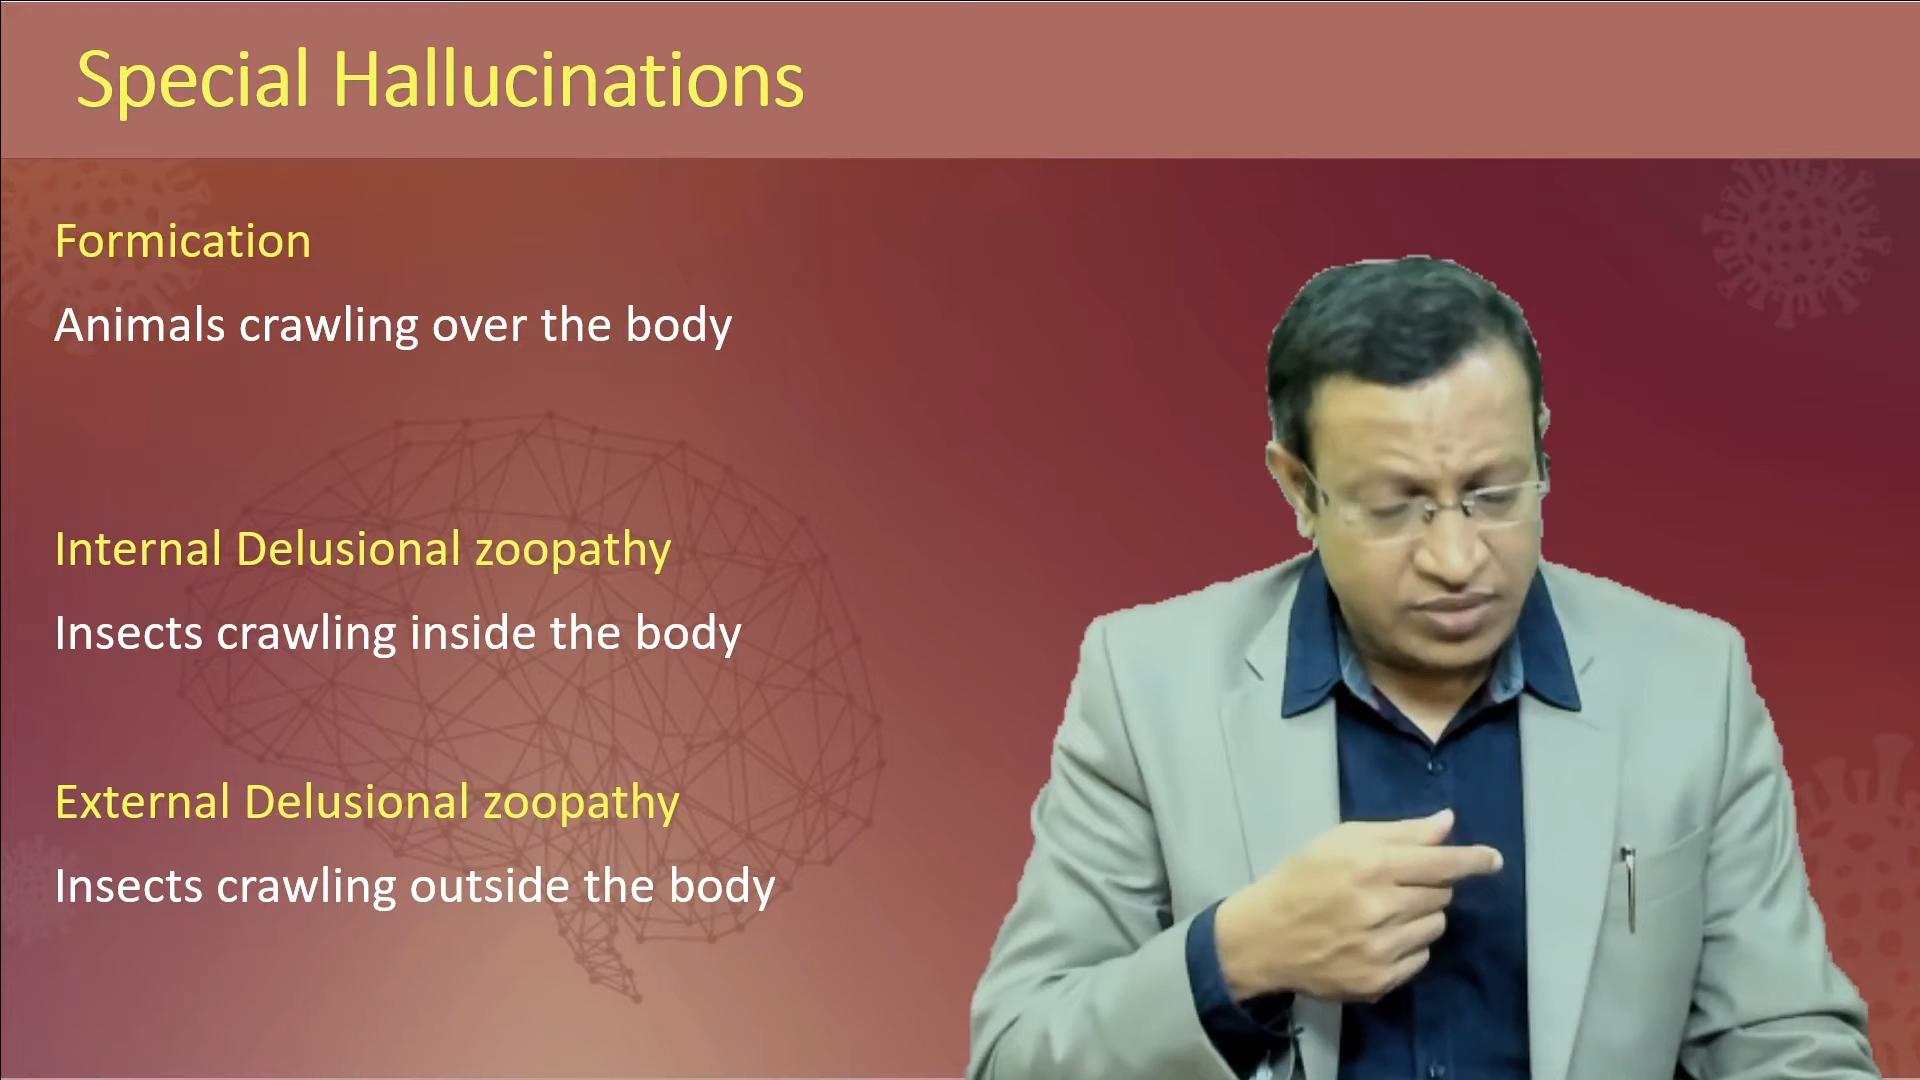 Special Hallucinations
Formication
Animals crawling over the body
Internal Delusional zoopathy
Insects crawling inside the body
External Delusional zoopathy
Insects crawling outside the body